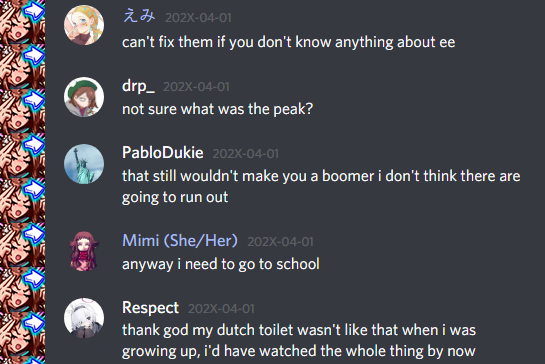 えみ 202X-04-01
can't fix them if you don't know anything about ee
drp_ 202X-04-01
not sure what was the peak?
PabloDukie 202X-04-01
that still wouldn't make you a boomer i don't think there are
going to run out
Mimi (She/Her) 202X-04-01
anyway i need to go to school
Respect 202X-04-01
thank god my dutch toilet wasn't like that when i was
growing up, i'd have watched the whole thing by now